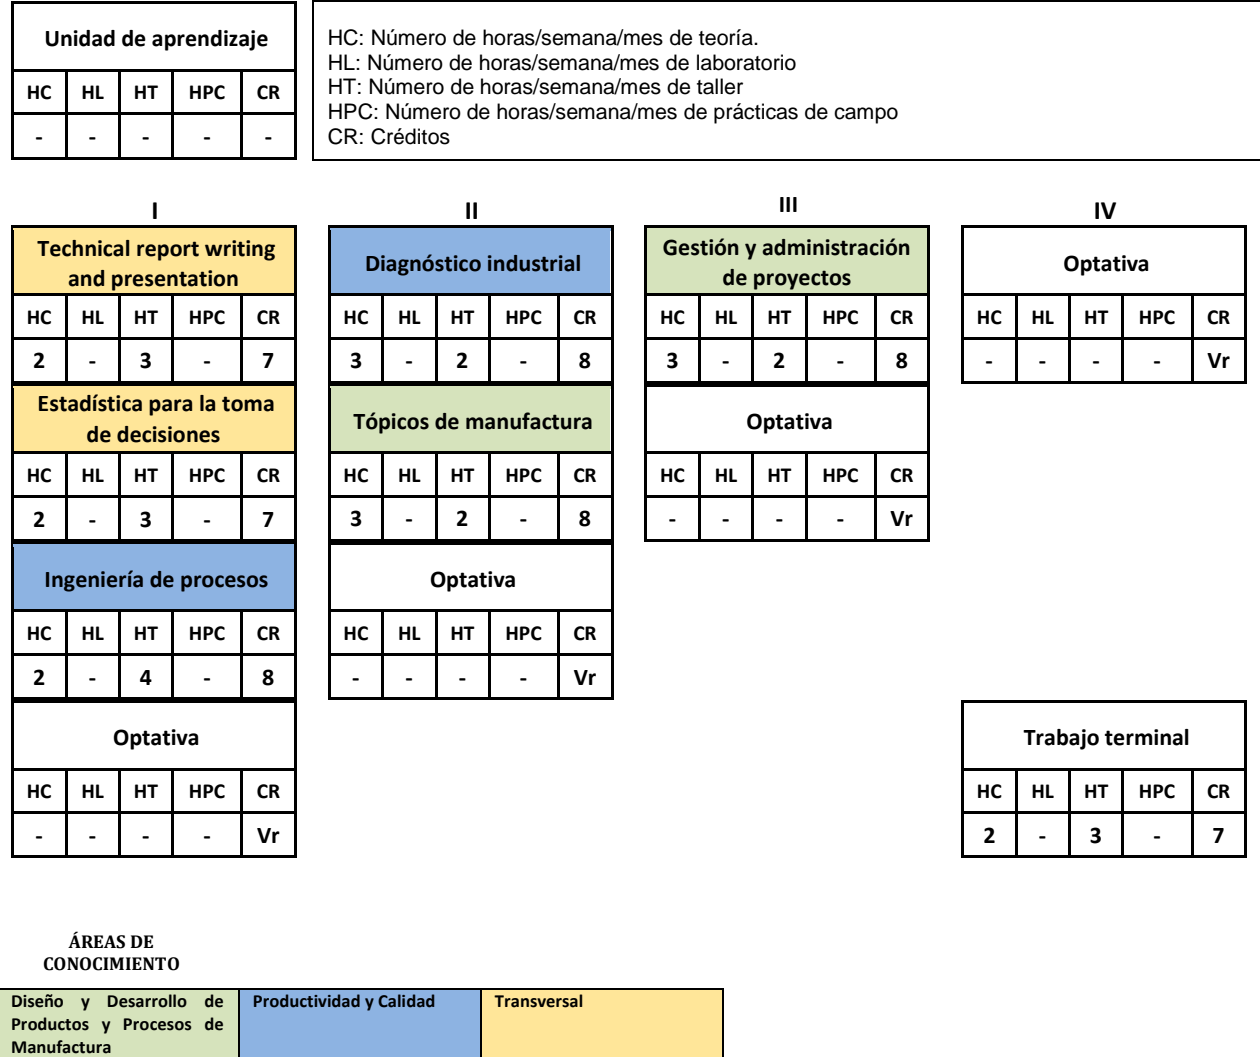 Unidad de aprendizaje
HC HL HT HPC CR
- - - - -
HC: Número de horas/semana/mes de teoría.
HL: Número de horas/semana/mes de laboratorio
HT: Número de horas/semana/mes de taller
HPC: Número de horas/semana/mes de prácticas de campo
CR: Créditos
I
Technical report writing
and presentation
HC HL HT HPC CR
2 - 3 - 7
Estadística para la toma
de decisiones
HC HL HT HPC CR
2 - 3 - 7
Ingeniería de procesos
HC HL HT HPC CR
2 - 4 - 8
Optativa
HC HL HT HPC CR
- - - - Vr
II
Diagnóstico industrial
HC HL HT HPC CR
3 - 2 - 8
Tópicos de manufactura
HC HL HT HPC CR
3 - 2 - 8
Optativa
HC HL HT HPC CR
- - - - Vr
III
Gestión y administración
de proyectos
HC HL HT HPC CR
3 - 2 - 8
Optativa
HC HL HT HPC CR
- - - - Vr
IV
Optativa
HC HL HT HPC CR
- - - - Vr
Trabajo terminal
HC HL HT HPC CR
2 - 3 - 7
ÁREAS DE
CONOCIMIENTO
Diseño y Desarrollo de
Productos y Procesos de
Manufactura
Productividad y Calidad
Transversal